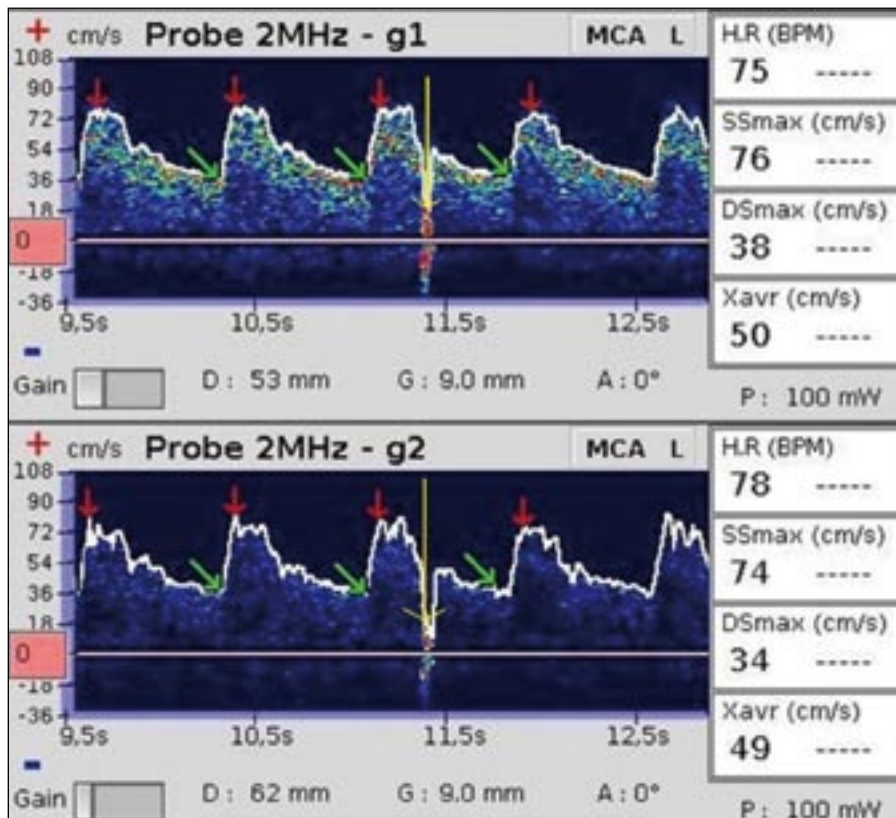 + cm/s Probe 2MHz - g1 MCA L
108
90
72
54
36
18
0
-18
-36
9,5s 10,5s 11,5s 12,5s
-
Gain D : 53 mm G : 9.0 mm A : 0° P : 100 mW
H.R (BPM)
75 -----
SSmax (cm/s)
76 -----
DSmax (cm/s)
38 -----
Xavr (cm/s)
50 -----
+ cm/s Probe 2MHz - g2 MCA L
108
90
72
54
36
18
0
-18
-36
9,5s 10,5s 11,5s 12,5s
-
Gain D : 62 mm G : 9.0 mm A : 0° P : 100 mW
H.R (BPM)
78 -----
SSmax (cm/s)
74 -----
DSmax (cm/s)
34 -----
Xavr (cm/s)
49 -----